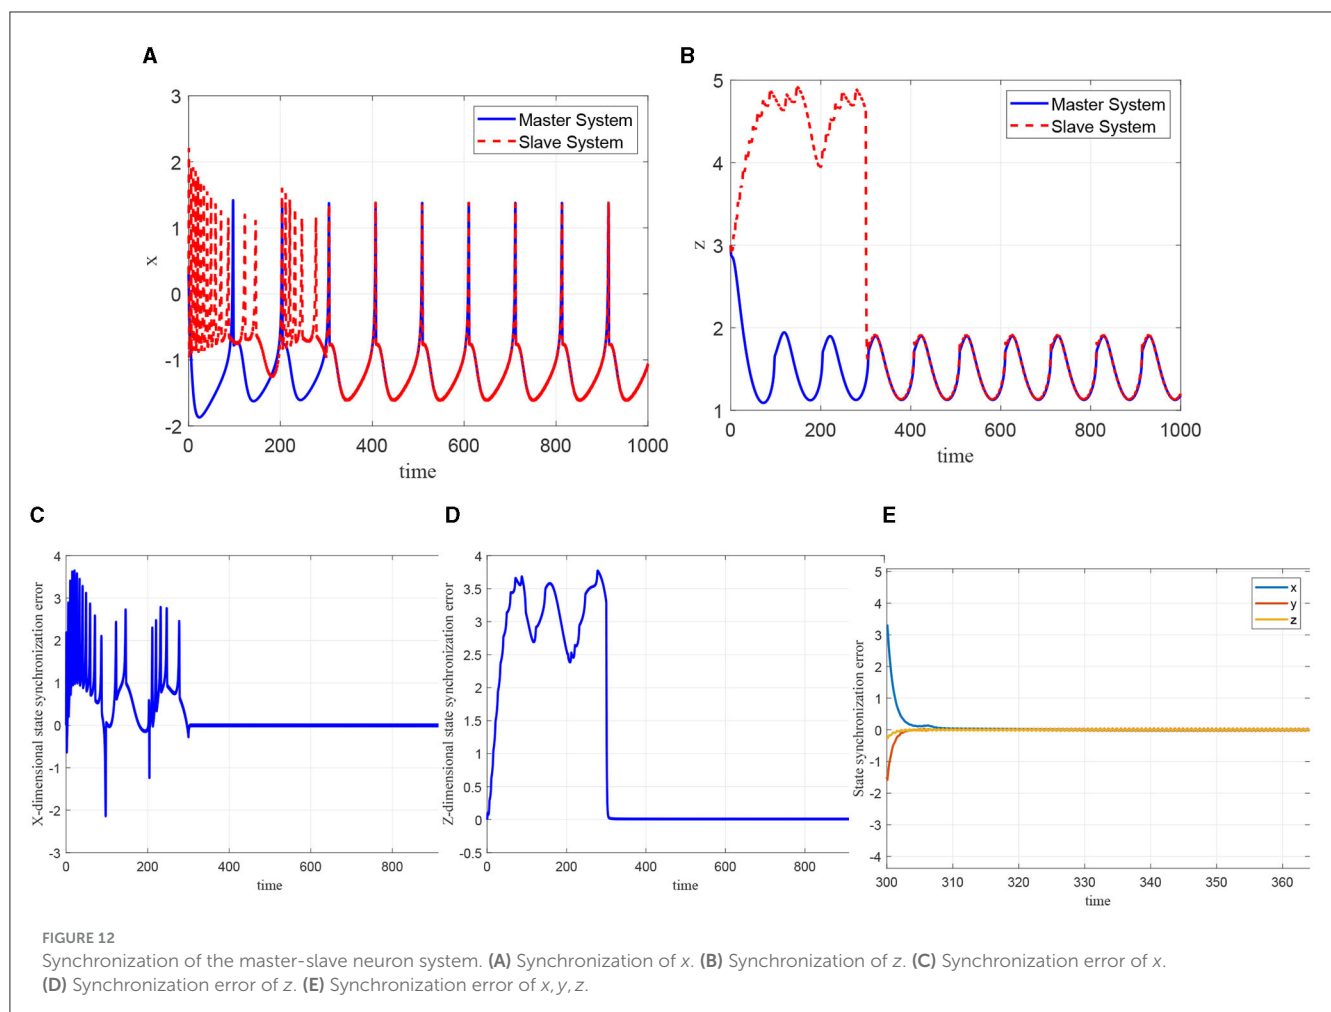 A
B
3
2
1
0
-1
-2
x
0
200
400
600
800
1000
time
Master System
Slave System
5
4
3
2
1
z
0
200
400
600
800
1000
time
Master System
Slave System
C
D
E
4
3
2
1
0
-1
-2
-3
X-dimensional state synchronization error
0
200
400
600
800
time
4
3.5
3
2.5
2
1.5
1
0.5
0
-0.5
Z-dimensional state synchronization error
0
200
400
600
800
time
5
4
3
2
1
0
-1
-2
-3
-4
State synchronization error
300
310
320
330
340
350
360
time
x
y
z
FIGURE 12
Synchronization of the master-slave neuron system. (A) Synchronization of x. (B) Synchronization of z. (C) Synchronization error of x.
(D) Synchronization error of z. (E) Synchronization error of x, y, z.